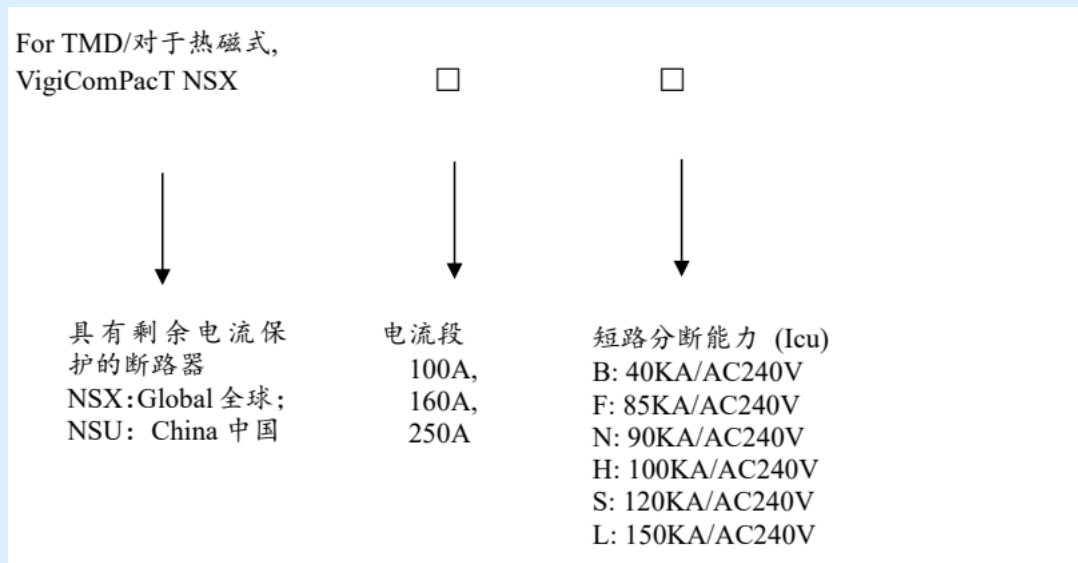 For TMD/对于热磁式,
VigiComPacT NSX □ □
具有剩余电流保
护的断路器
NSX:Global 全球;
NSU: China 中国
电流段
100A,
160A,
250A
短路分断能力 (Icu)
B: 40KA/AC240V
F: 85KA/AC240V
N: 90KA/AC240V
H: 100KA/AC240V
S: 120KA/AC240V
L: 150KA/AC240V